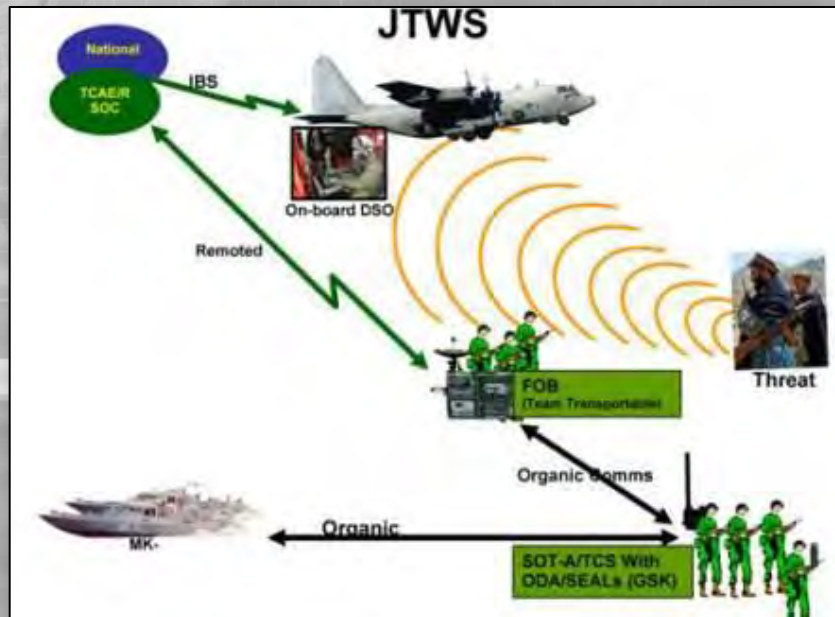 JTWS
National
TCAE/R
SOC
IBS
On-board DSO
Remoted
Threat
FOB
(Team Transportable)
Organic Comms
Organic
MK-
SOT-A/TCS With
ODA/SEALs (GSK)